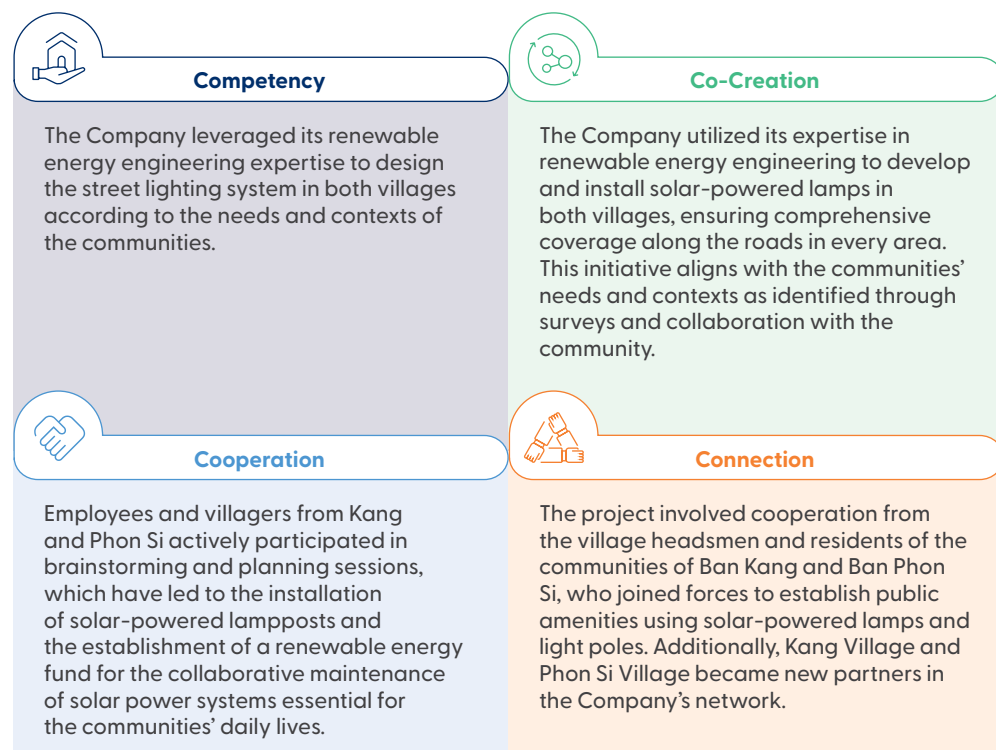 Competency
The Company leveraged its renewable
energy engineering expertise to design
the street lighting system in both villages
according to the needs and contexts of
the communities.
Co-Creation
The Company utilized its expertise in
renewable energy engineering to develop
and install solar-powered lamps in
both villages, ensuring comprehensive
coverage along the roads in every area.
This initiative aligns with the communities’
needs and contexts as identified through
surveys and collaboration with the
community.
Cooperation
Employees and villagers from Kang
and Phon Si actively participated in
brainstorming and planning sessions,
which have led to the installation
of solar-powered lampposts and
the establishment of a renewable energy
fund for the collaborative maintenance
of solar power systems essential for
the communities’ daily lives.
Connection
The project involved cooperation from
the village headsmen and residents of the
communities of Ban Kang and Ban Phon
Si, who joined forces to establish public
amenities using solar-powered lamps and
light poles. Additionally, Kang Village and
Phon Si Village became new partners in
the Company’s network.